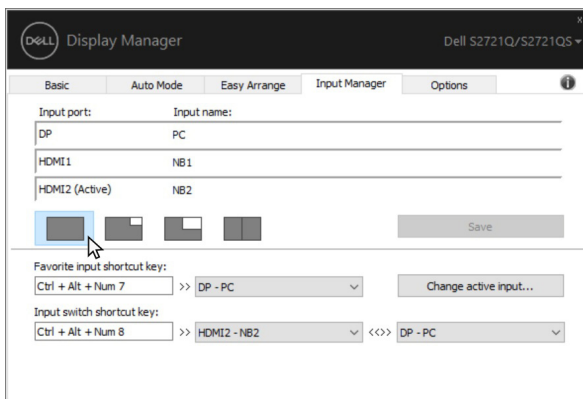 DELL Display Manager Dell S2721Q/S2721QS
Basic Auto Mode Easy Arrange Input Manager Options
Input port: Input name:
DP PC
HDMI1 NB1
HDMI2 (Active) NB2
Save
Favorite input shortcut key:
Ctrl + Alt + Num 7 >> DP - PC Change active input...
Input switch shortcut key:
Ctrl + Alt + Num 8 >> HDMI2 - NB2 <<>> DP - PC